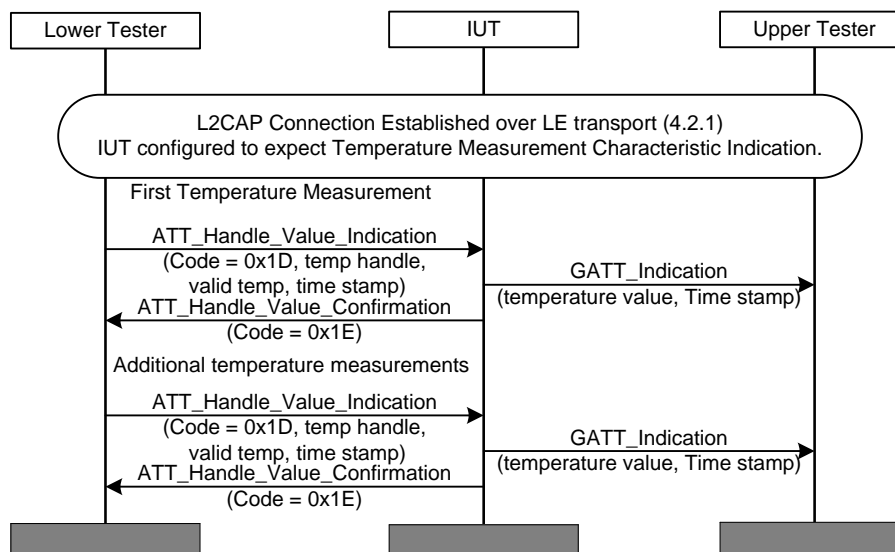 Lower Tester
IUT
Upper Tester
L2CAP Connection Established over LE transport (4.2.1)
IUT configured to expect Temperature Measurement Characteristic Indication.
First Temperature Measurement
ATT_Handle_Value_Indication
(Code = 0x1D, temp handle,
valid temp, time stamp)
GATT_Indication
(temperature value, Time stamp)
ATT_Handle_Value_Confirmation
(Code = 0x1E)
Additional temperature measurements
ATT_Handle_Value_Indication
(Code = 0x1D, temp handle,
valid temp, time stamp)
GATT_Indication
(temperature value, Time stamp)
ATT_Handle_Value_Confirmation
(Code = 0x1E)